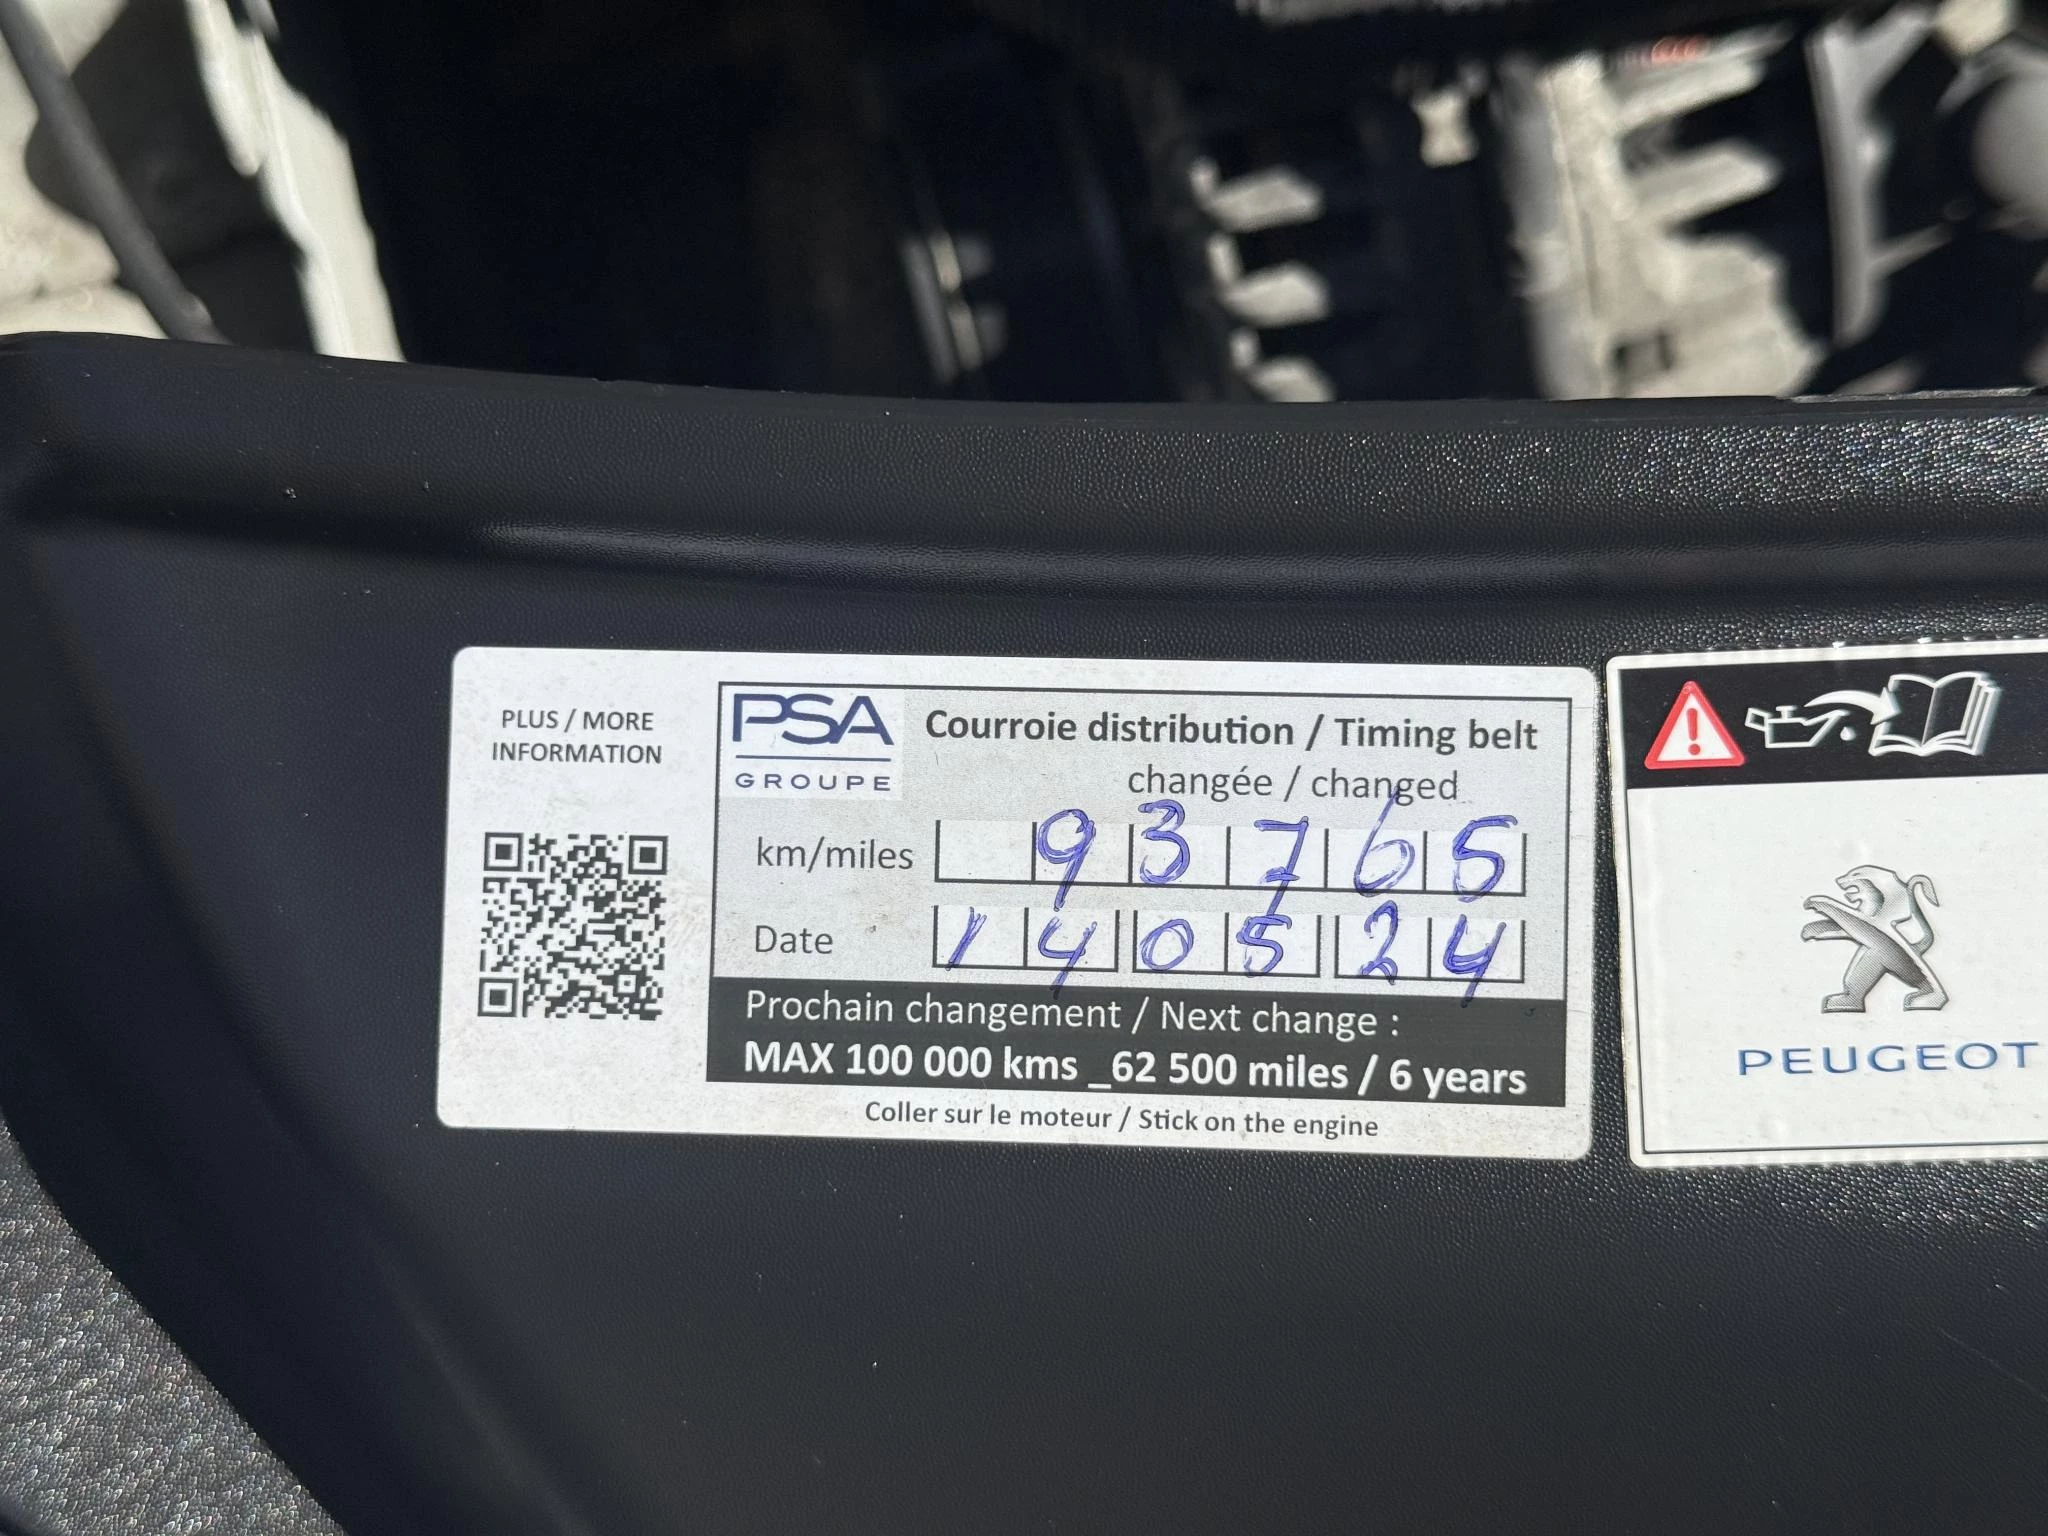 PLUS / MORE
INFORMATION
PSA
GROUPE
Courroie distribution / Timing belt
changée / changed
km/miles 93765
Date 140524
Prochain changement / Next change :
MAX 100 000 kms _62 500 miles / 6 years
Coller sur le moteur / Stick on the engine
PEUGEOT